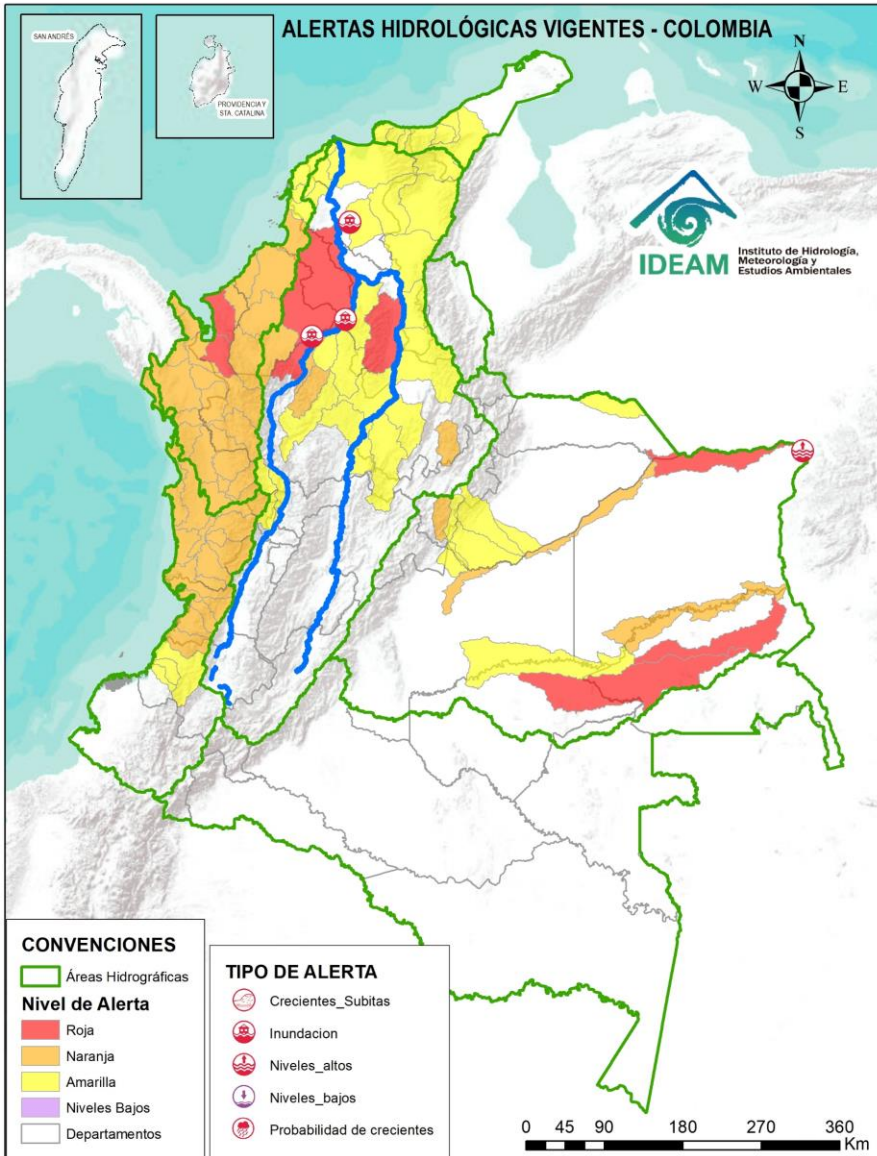 ALERTAS HIDROLÓGICAS VIGENTES - COLOMBIA
SAN ANDRÉS
PROVIDENCIA Y
STA. CATALINA
N
W
E
S
IDEAM
Instituto de Hidrología,
Meteorología y
Estudios Ambientales
CONVENCIONES
Áreas Hidrográficas
Nivel de Alerta
Roja
Naranja
Amarilla
Niveles Bajos
Departamentos
TIPO DE ALERTA
Crecientes_Subitas
Inundacion
Niveles_altos
Niveles_bajos
Probabilidad de crecientes
0 45 90 180 270 360
Km